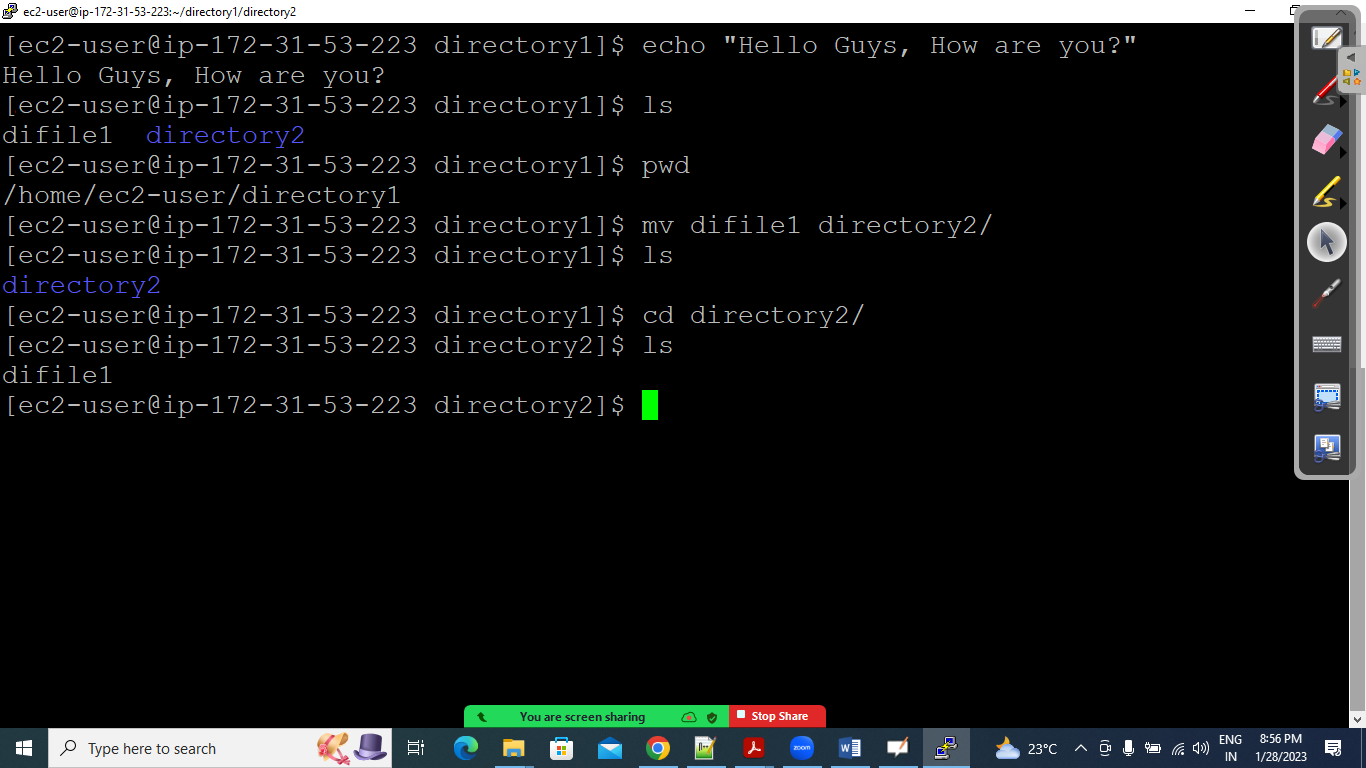 ec2-user@ip-172-31-53-223:~/directory1/directory2
[ec2-user@ip-172-31-53-223 directory1]$ echo "Hello Guys, How are you?"
Hello Guys, How are you?
[ec2-user@ip-172-31-53-223 directory1]$ ls
difile1  directory2
[ec2-user@ip-172-31-53-223 directory1]$ pwd
/home/ec2-user/directory1
[ec2-user@ip-172-31-53-223 directory1]$ mv difile1 directory2/
[ec2-user@ip-172-31-53-223 directory1]$ ls
directory2
[ec2-user@ip-172-31-53-223 directory1]$ cd directory2/
[ec2-user@ip-172-31-53-223 directory2]$ ls
difile1
[ec2-user@ip-172-31-53-223 directory2]$
You are screen sharing Stop Share
Type here to search
zoom
23°C
ENG
IN
8:56 PM
1/28/2023